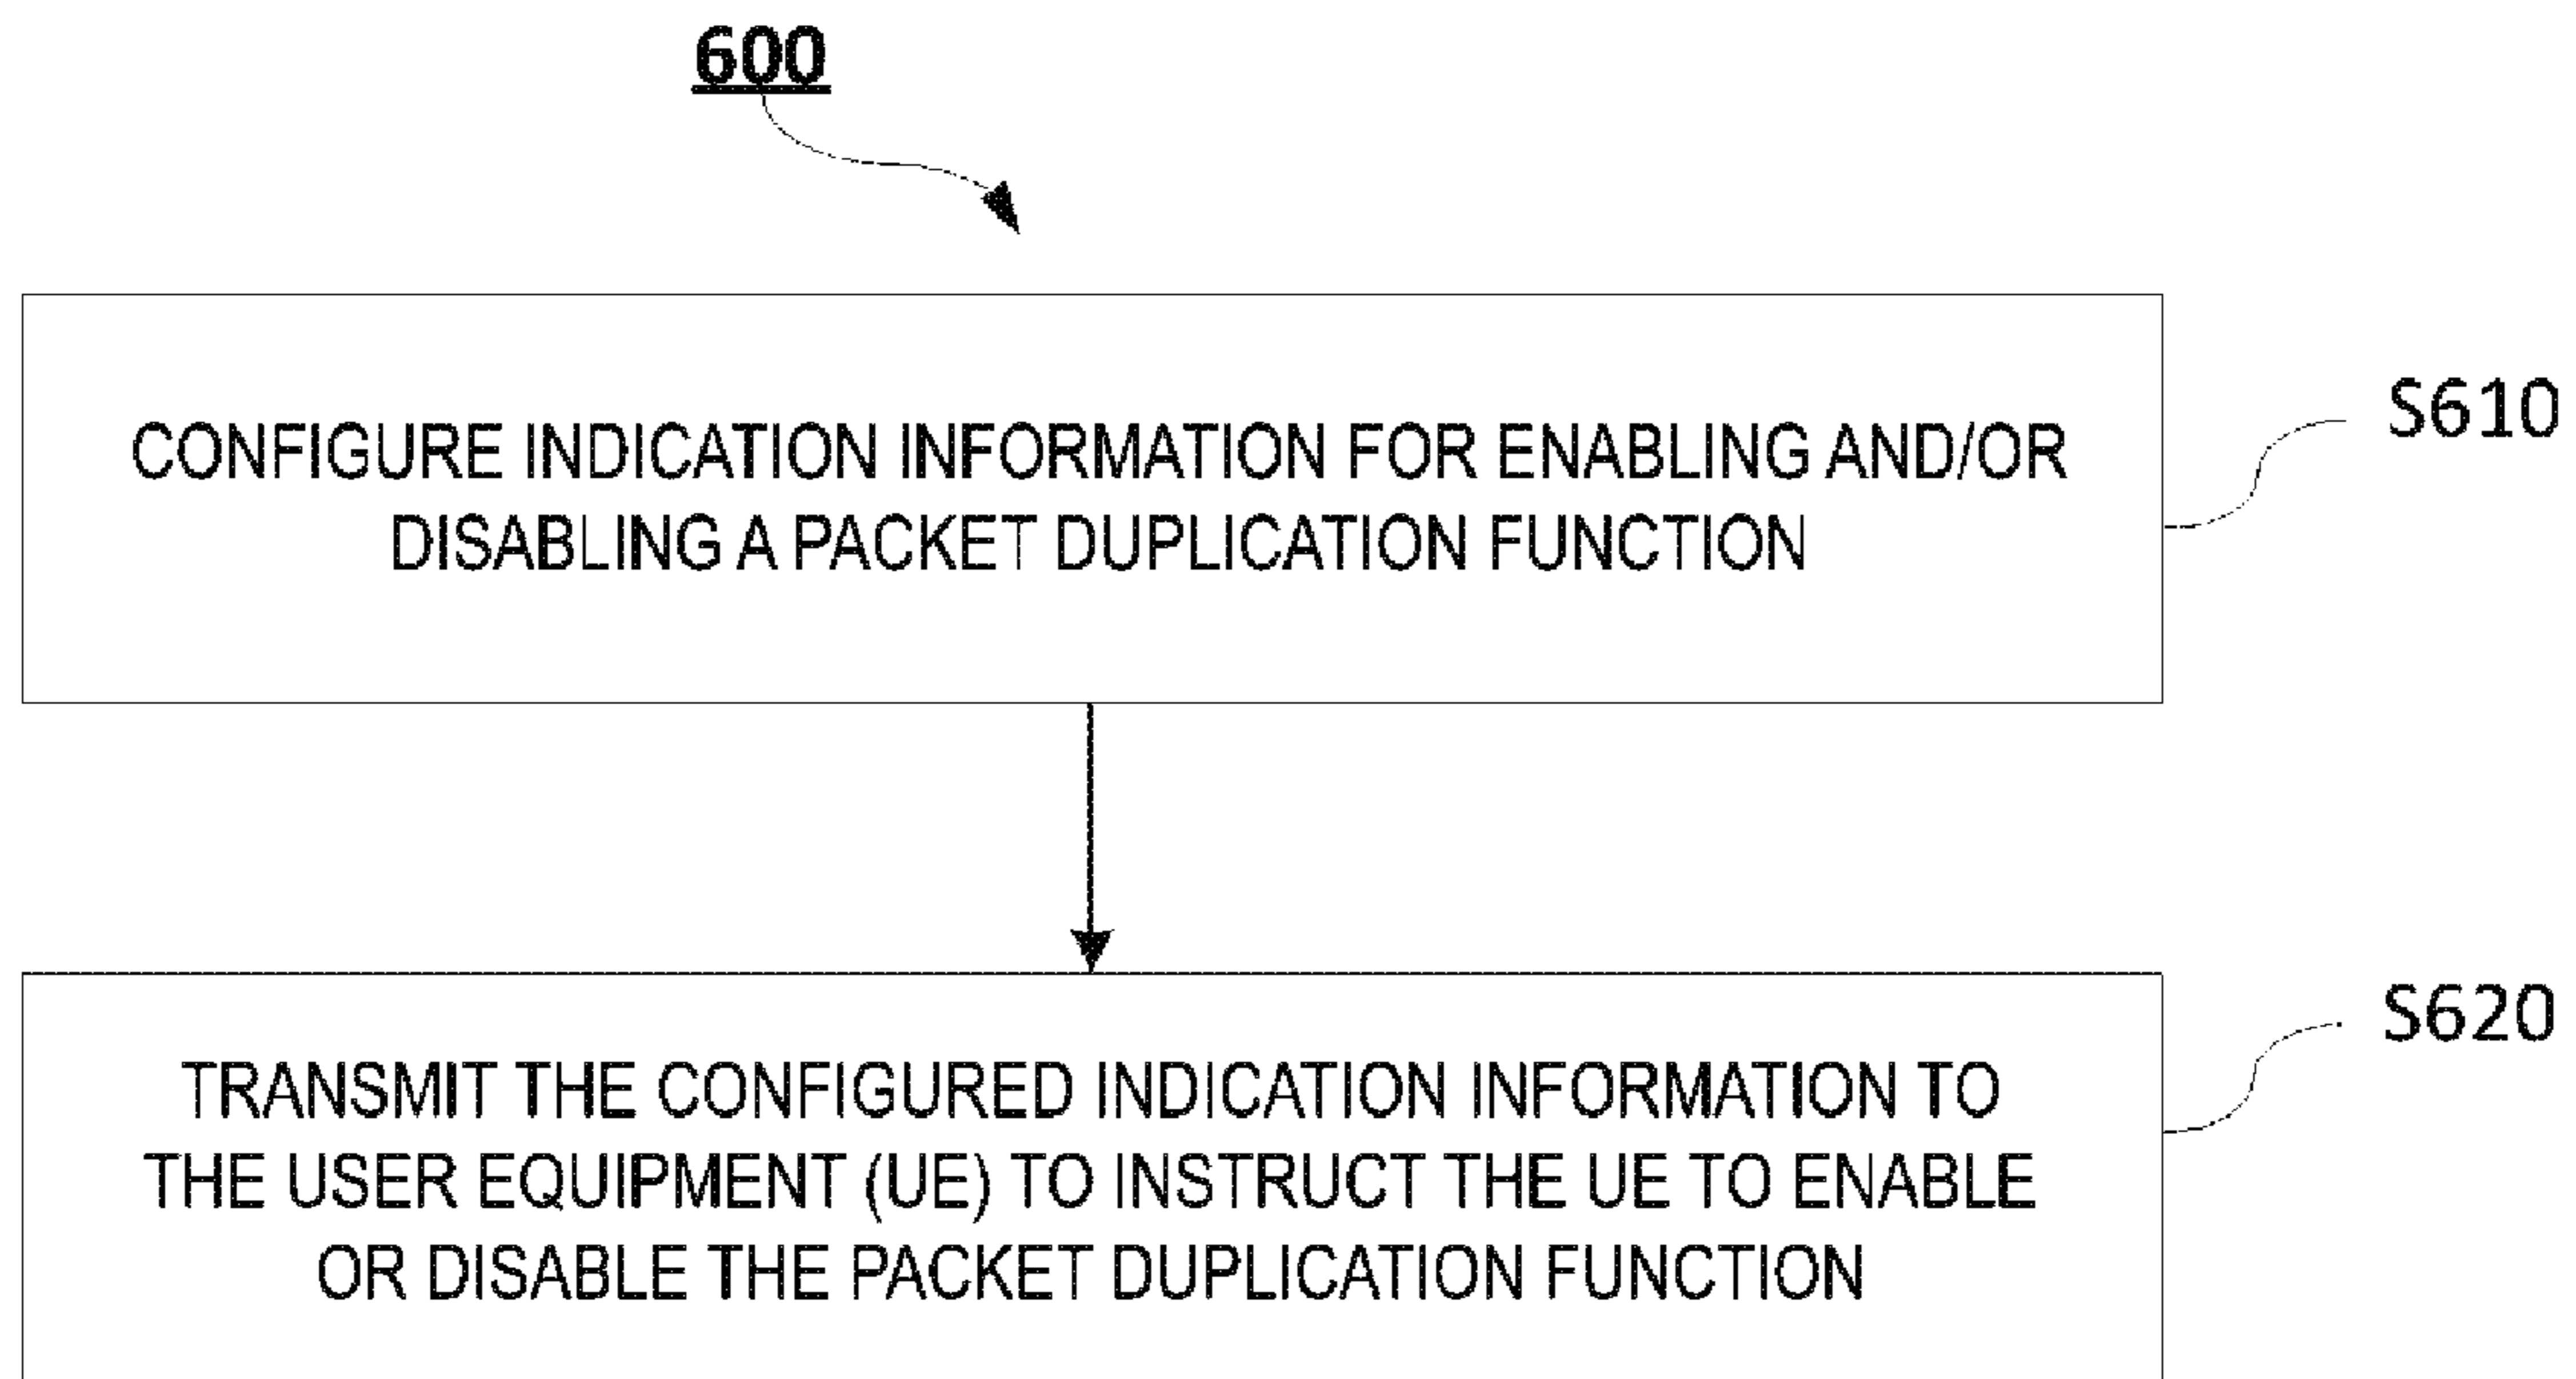 600
CONFIGURE INDICATION INFORMATION FOR ENABLING AND/OR
DISABLING A PACKET DUPLICATION FUNCTION
S610
TRANSMIT THE CONFIGURED INDICATION INFORMATION TO
THE USER EQUIPMENT (UE) TO INSTRUCT THE UE TO ENABLE
OR DISABLE THE PACKET DUPLICATION FUNCTION
S620